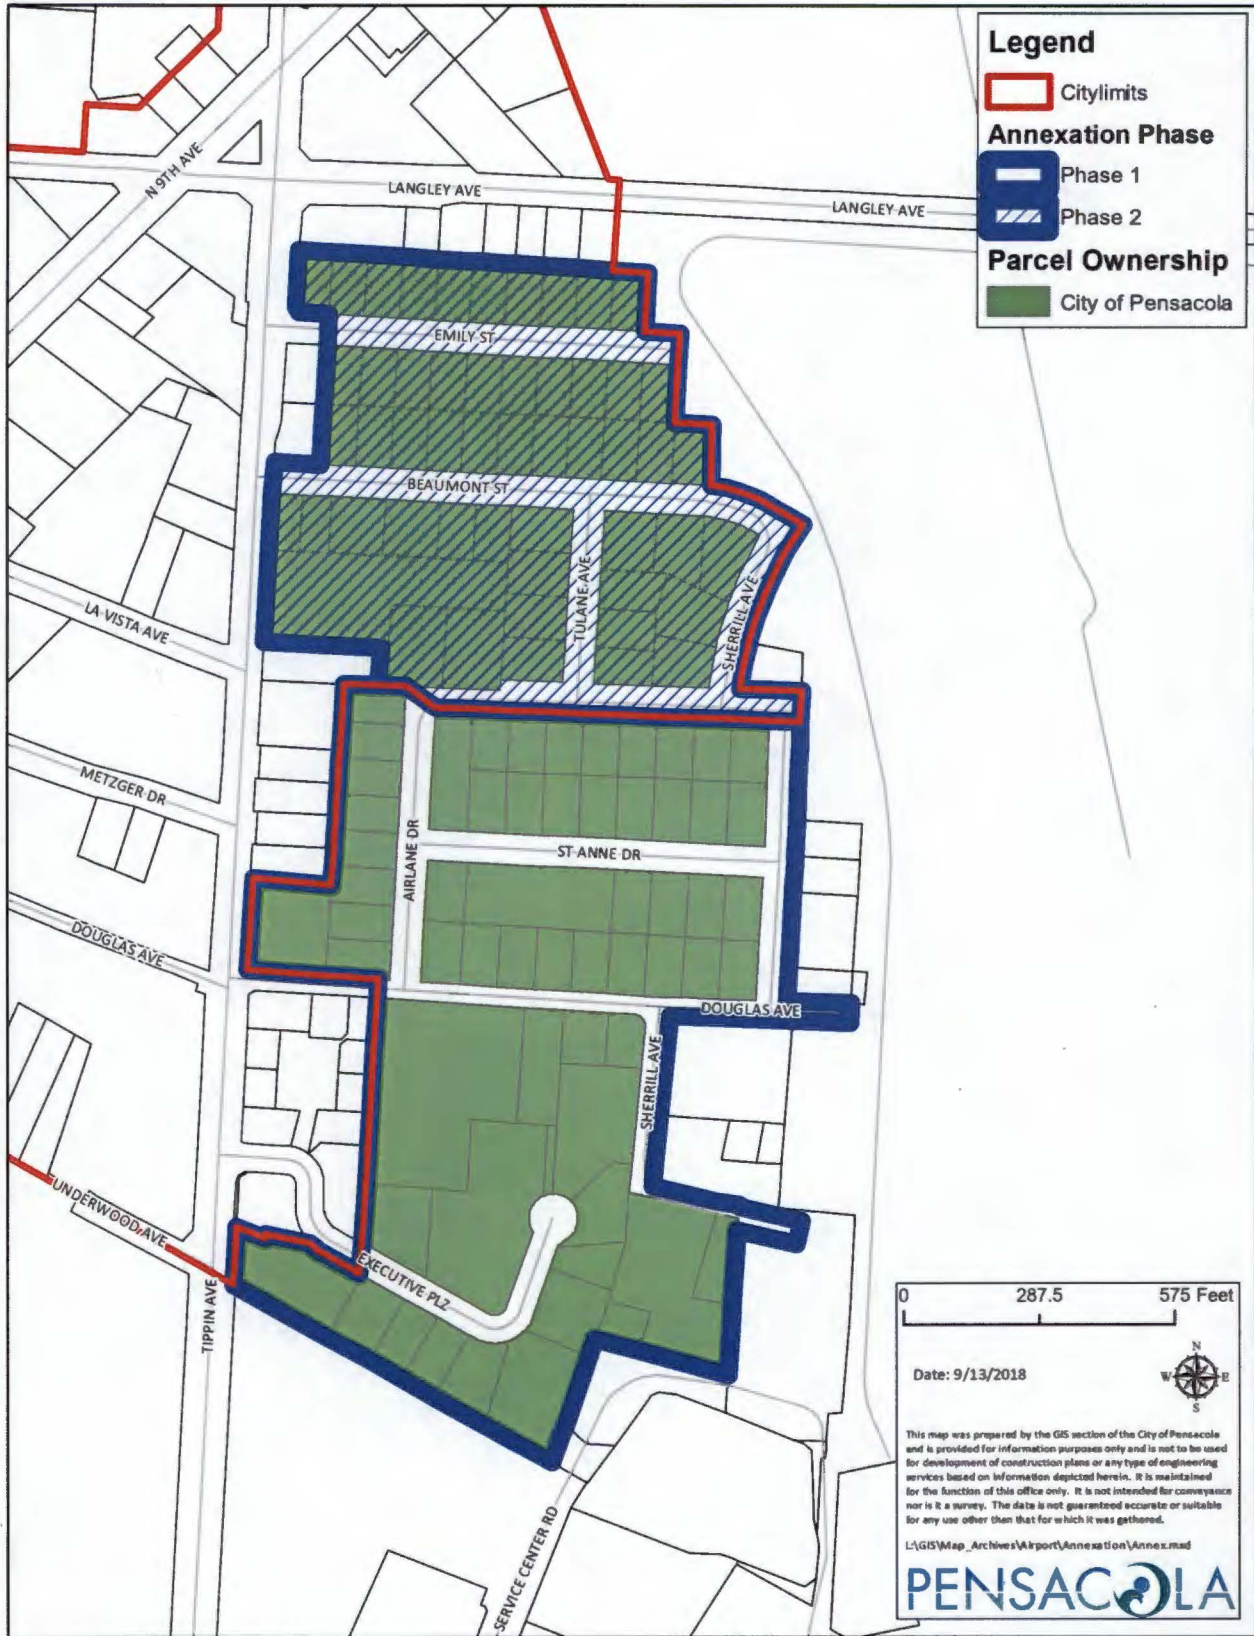 Legend
Citylimits
Annexation Phase
Phase 1
Phase 2
Parcel Ownership
City of Pensacola
N 9TH AVE
LANGLEY AVE
LANGLEY AVE
EMILY ST
BEAUMONT ST
TULANE AVE
SHERRILL AVE
LA VISTA AVE
METZGER DR
AIRLANE DR
ST ANNE DR
DOUGLAS AVE
DOUGLAS AVE
SHERRILL AVE
UNDERWOOD AVE
EXECUTIVE PLZ
TIPPIN AVE
SERVICE CENTER RD
0 287.5 575 Feet
Date: 9/13/2018
N
W E
S
This map was prepared by the GIS section of the City of Pensacola
and is provided for information purposes only and is not to be used
for development of construction plans or any type of engineering
services based on information depicted herein. It is maintained
for the function of this office only. It is not intended for conveyance
nor is it a survey. The data is not guaranteed accurate or suitable
for any use other then that for which it was gathered.
L:\GIS\Map_Archives\Airport\Annexation\Annex.mxd
PENSACOLA